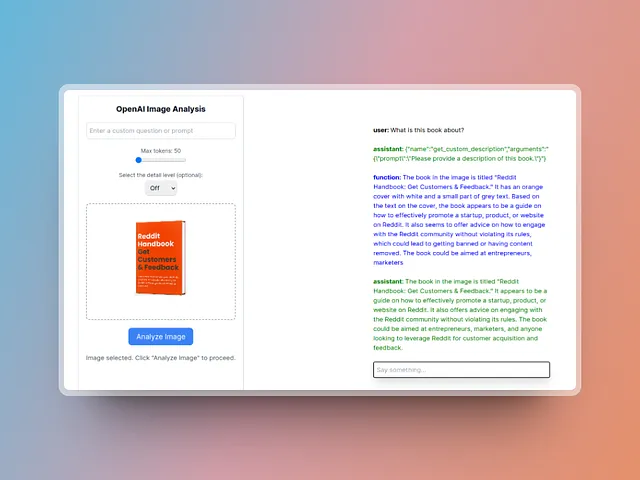 OpenAI Image Analysis
Enter a custom question or prompt
Max tokens: 50
Select the detail level (optional):
Off
Reddit
Handbook
Get
Customers
& Feedback
Analyze Image
Image selected. Click "Analyze Image" to proceed.
user: What is this book about?
assistant: {"name":"get_custom_description","arguments":"
{\"prompt\":\"Please provide a description of this book.\"}"}
function: The book in the image is titled "Reddit
Handbook: Get Customers & Feedback." It has an orange
cover with white and a small part of grey text. Based on
the text on the cover, the book appears to be a guide on
how to effectively promote a startup, product, or website
on Reddit. It also seems to offer advice on how to engage
with the Reddit community without violating its rules,
which could lead to getting banned or having content
removed. The book could be aimed at entrepreneurs,
marketers
assistant: The book in the image is titled "Reddit
Handbook: Get Customers & Feedback." It appears to be a
guide on how to effectively promote a startup, product, or
website on Reddit. It also offers advice on engaging with
the Reddit community without violating its rules. The book
could be aimed at entrepreneurs, marketers, and anyone
looking to leverage Reddit for customer acquisition and
feedback.
Say something...